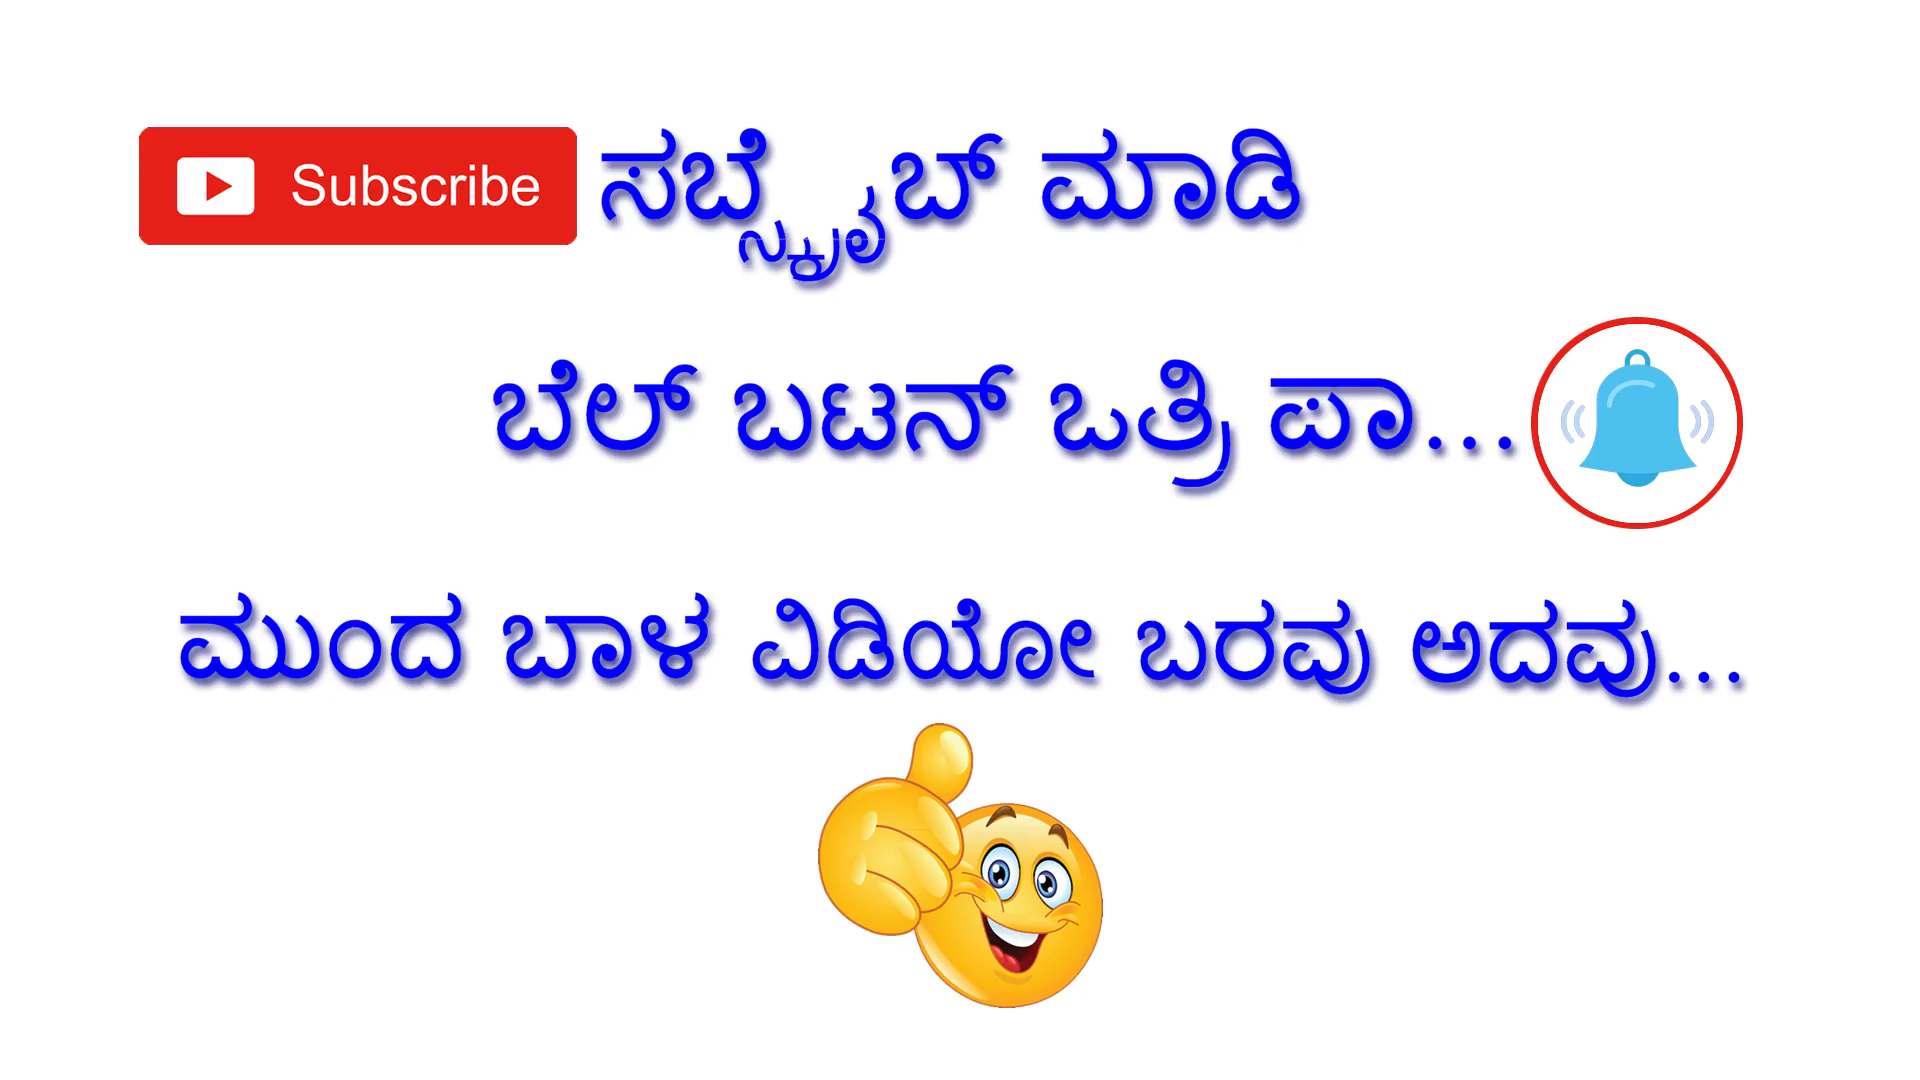 Subscribe ಸಬ್ಸ್ಕ್ರೈಬ್ ಮಾಡಿ
ಬೆಲ್ ಬಟನ್ ಒತ್ರಿ ಪಾ...
ಮುಂದ ಬಾಳ ವಿಡಿಯೋ ಬರವು ಅದವು...